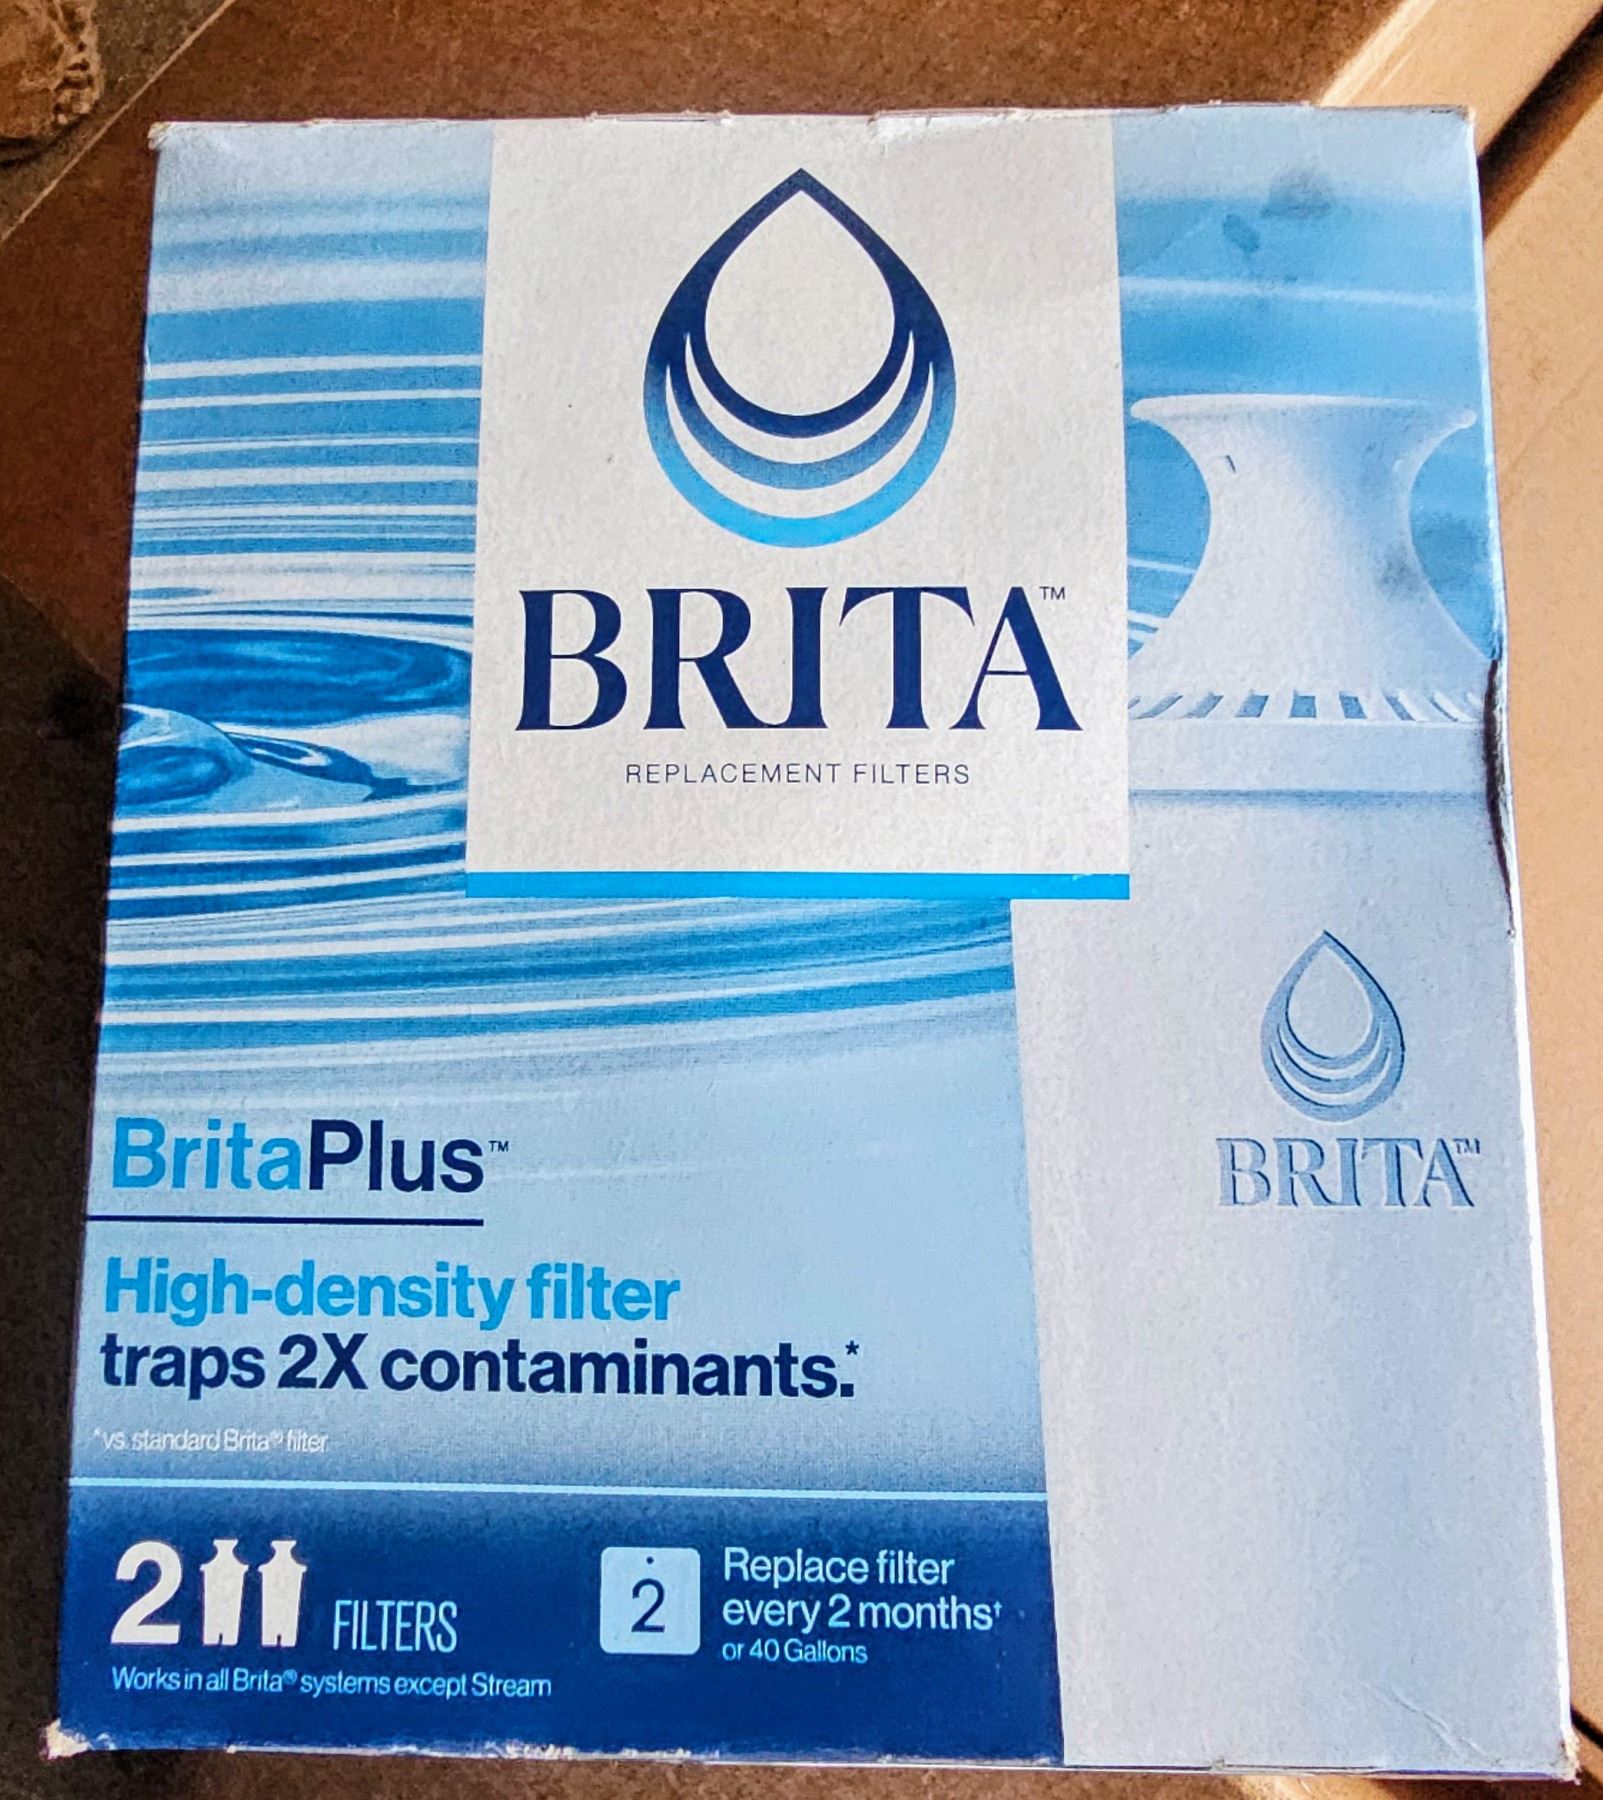 BRITA™
REPLACEMENT FILTERS
BRITA™
BritaPlus™
High-density filter
traps 2X contaminants.*
*vs. standard Brita® filter
2 FILTERS
Works in all Brita® systems except Stream
2
Replace filter
every 2 months†
or 40 Gallons